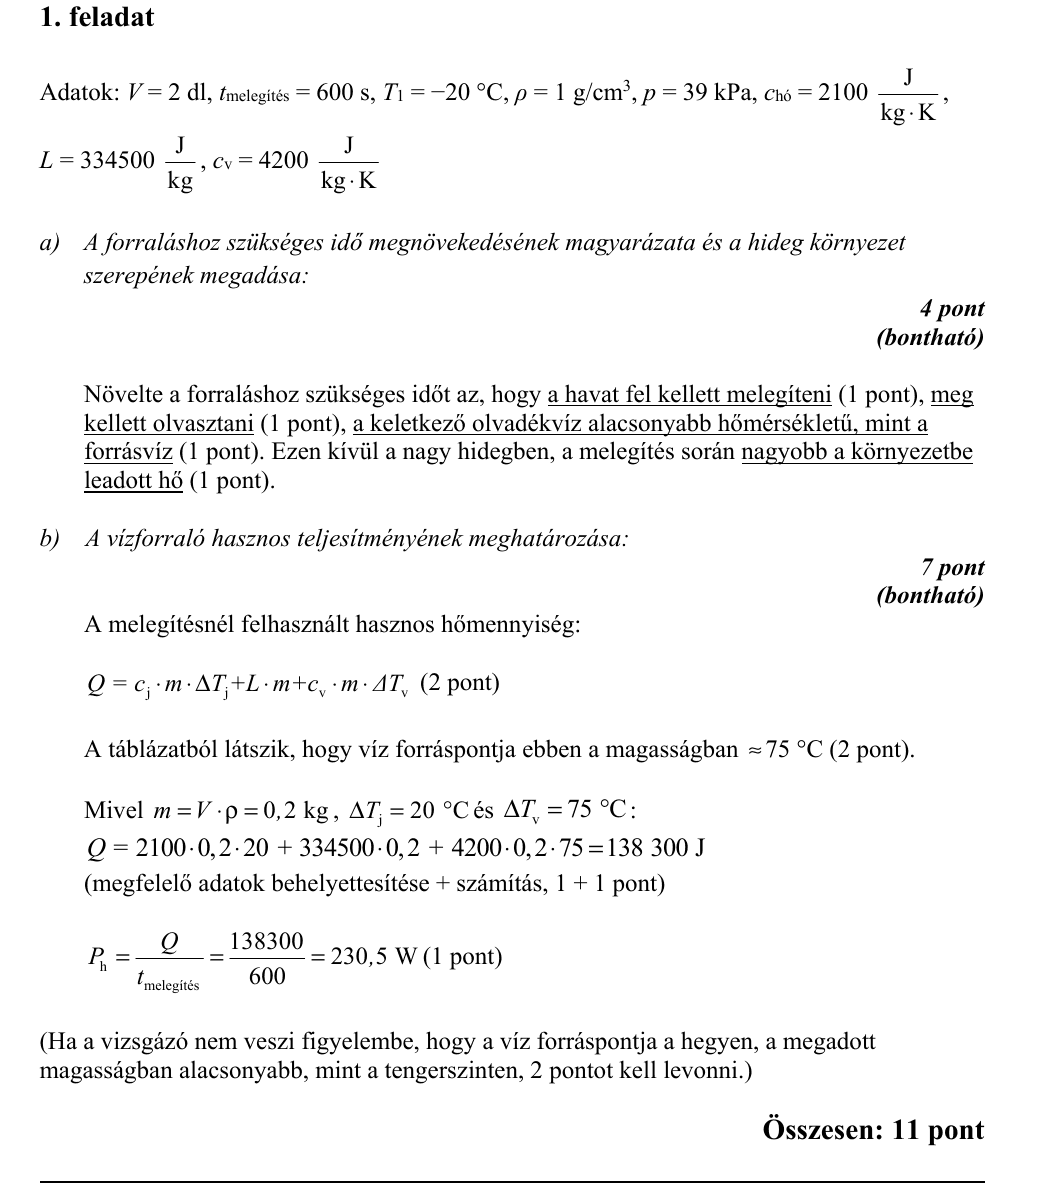 1. feladat
Adatok: V = 2 dl, tmelegítés = 600 s, T1 = −20 °C, ρ = 1 g/cm³, p = 39 kPa, chó = 2100 J/(kg·K),
L = 334500 J/kg, cv = 4200 J/(kg·K)
a) A forraláshoz szükséges idő megnövekedésének magyarázata és a hideg környezet
szerepének megadása:
4 pont
(bontható)
Növelte a forraláshoz szükséges időt az, hogy a havat fel kellett melegíteni (1 pont), meg
kellett olvasztani (1 pont), a keletkező olvadékvíz alacsonyabb hőmérsékletű, mint a
forrásvíz (1 pont). Ezen kívül a nagy hidegben, a melegítés során nagyobb a környezetbe
leadott hő (1 pont).
b) A vízforraló hasznos teljesítményének meghatározása:
7 pont
(bontható)
A melegítésnél felhasznált hasznos hőmennyiség:
Q = cj · m · ΔTj+L · m+cv · m · ΔTv (2 pont)
A táblázatból látszik, hogy víz forráspontja ebben a magasságban ≈ 75 °C (2 pont).
Mivel m = V · ρ = 0,2 kg, ΔTj = 20 °C és ΔTv = 75 °C:
Q = 2100·0,2·20 + 334500·0,2 + 4200·0,2·75 = 138 300 J
(megfelelő adatok behelyettesítése + számítás, 1 + 1 pont)
Ph = Q/tmelegítés = 138300/600 = 230,5 W (1 pont)
(Ha a vizsgázó nem veszi figyelembe, hogy a víz forráspontja a hegyen, a megadott
magasságban alacsonyabb, mint a tengerszinten, 2 pontot kell levonni.)
Összesen: 11 pont